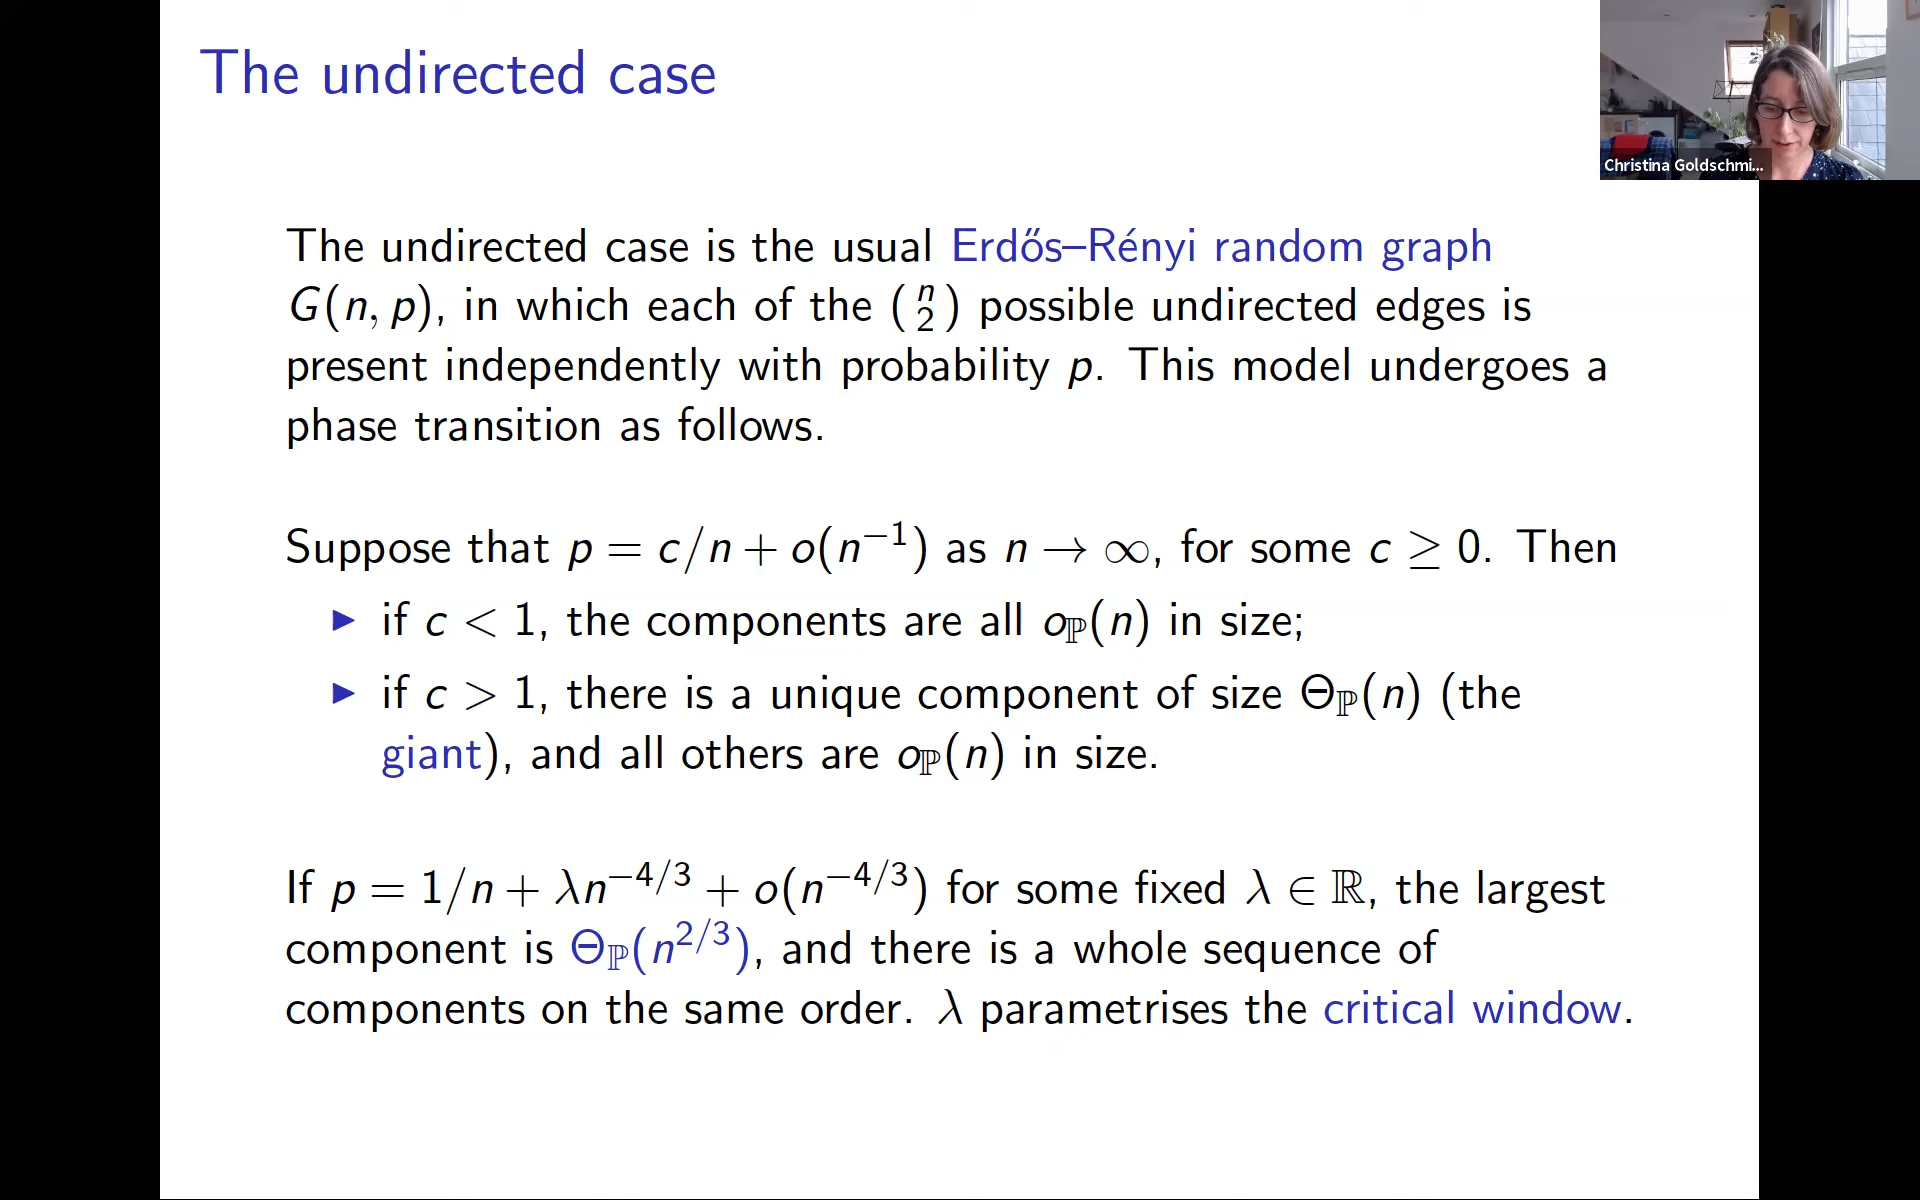 The undirected case
Christina Goldschmi...
The undirected case is the usual Erdős–Rényi random graph
G(n, p), in which each of the (n 2) possible undirected edges is
present independently with probability p. This model undergoes a
phase transition as follows.
Suppose that p = c/n + o(n⁻¹) as n → ∞, for some c ≥ 0. Then
▶ if c < 1, the components are all o_ℙ(n) in size;
▶ if c > 1, there is a unique component of size Θ_ℙ(n) (the
giant), and all others are o_ℙ(n) in size.
If p = 1/n + λn^{−4/3} + o(n^{−4/3}) for some fixed λ ∈ ℝ, the largest
component is Θ_ℙ(n^{2/3}), and there is a whole sequence of
components on the same order. λ parametrises the critical window.